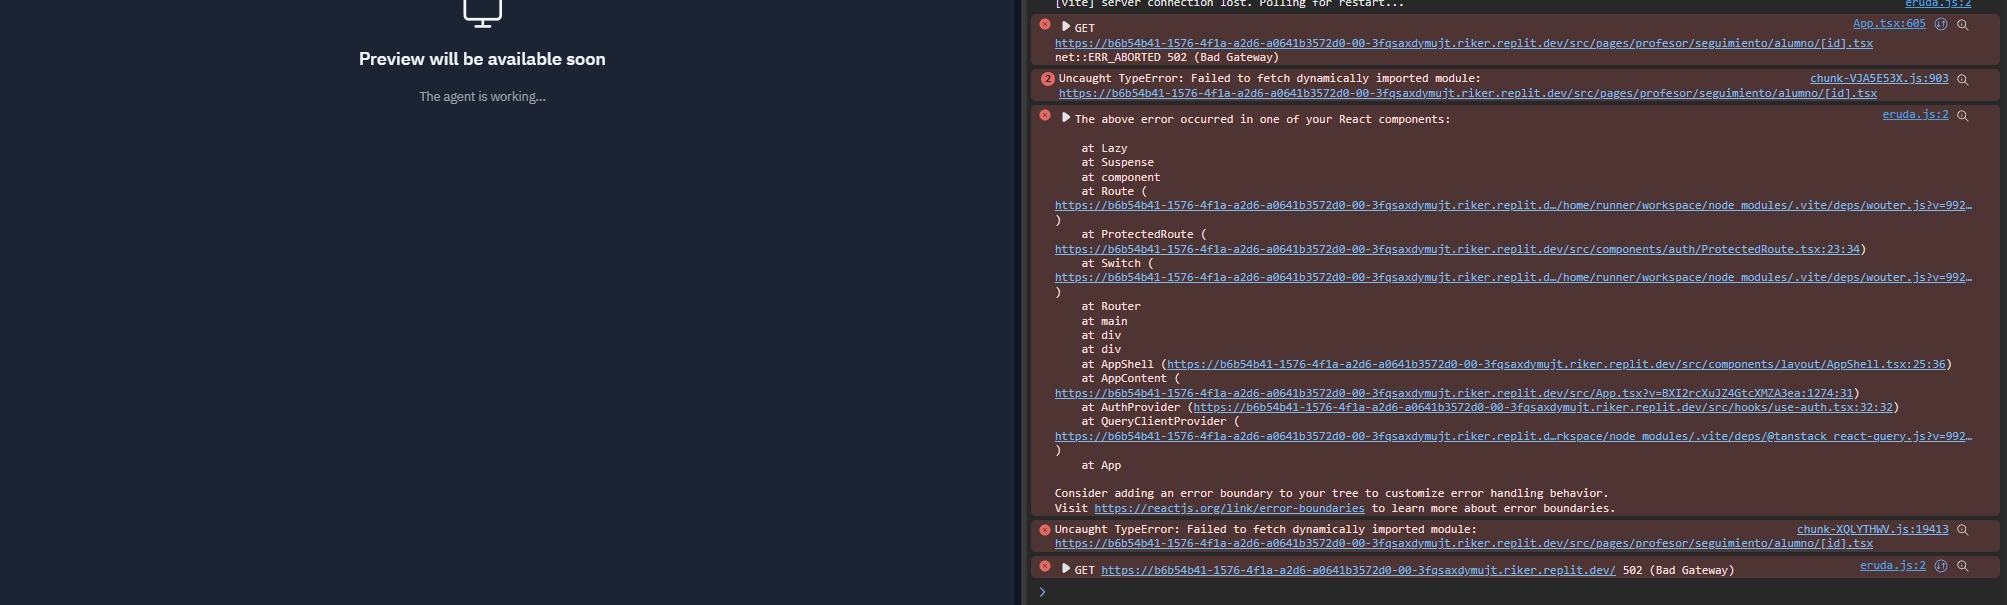 Preview will be available soon
The agent is working...
[vite] server connection lost. Polling for restart... eruda.js:2
GET App.tsx:605
https://b6b54b41-1576-4f1a-a2d6-a0641b3572d0-00-3fqsaxdymujt.riker.replit.dev/src/pages/profesor/seguimiento/alumno/[id].tsx
net::ERR_ABORTED 502 (Bad Gateway)
2 Uncaught TypeError: Failed to fetch dynamically imported module: chunk-VJA5E53X.js:903
https://b6b54b41-1576-4f1a-a2d6-a0641b3572d0-00-3fqsaxdymujt.riker.replit.dev/src/pages/profesor/seguimiento/alumno/[id].tsx
The above error occurred in one of your React components: eruda.js:2
at Lazy
at Suspense
at component
at Route (
https://b6b54b41-1576-4f1a-a2d6-a0641b3572d0-00-3fqsaxdymujt.riker.replit.d…/home/runner/workspace/node_modules/.vite/deps/wouter.js?v=992…
)
at ProtectedRoute (
https://b6b54b41-1576-4f1a-a2d6-a0641b3572d0-00-3fqsaxdymujt.riker.replit.dev/src/components/auth/ProtectedRoute.tsx:23:34)
at Switch (
https://b6b54b41-1576-4f1a-a2d6-a0641b3572d0-00-3fqsaxdymujt.riker.replit.d…/home/runner/workspace/node_modules/.vite/deps/wouter.js?v=992…
)
at Router
at main
at div
at div
at AppShell (https://b6b54b41-1576-4f1a-a2d6-a0641b3572d0-00-3fqsaxdymujt.riker.replit.dev/src/components/layout/AppShell.tsx:25:36)
at AppContent (
https://b6b54b41-1576-4f1a-a2d6-a0641b3572d0-00-3fqsaxdymujt.riker.replit.dev/src/App.tsx?v=BXI2rcXuJZ4GtcXMZA3ea:1274:31)
at AuthProvider (https://b6b54b41-1576-4f1a-a2d6-a0641b3572d0-00-3fqsaxdymujt.riker.replit.dev/src/hooks/use-auth.tsx:32:32)
at QueryClientProvider (
https://b6b54b41-1576-4f1a-a2d6-a0641b3572d0-00-3fqsaxdymujt.riker.replit.d…rkspace/node_modules/.vite/deps/@tanstack_react-query.js?v=992…
)
at App
Consider adding an error boundary to your tree to customize error handling behavior.
Visit https://reactjs.org/link/error-boundaries to learn more about error boundaries.
Uncaught TypeError: Failed to fetch dynamically imported module: chunk-XQLYTHWV.js:19413
https://b6b54b41-1576-4f1a-a2d6-a0641b3572d0-00-3fqsaxdymujt.riker.replit.dev/src/pages/profesor/seguimiento/alumno/[id].tsx
GET https://b6b54b41-1576-4f1a-a2d6-a0641b3572d0-00-3fqsaxdymujt.riker.replit.dev/ 502 (Bad Gateway) eruda.js:2